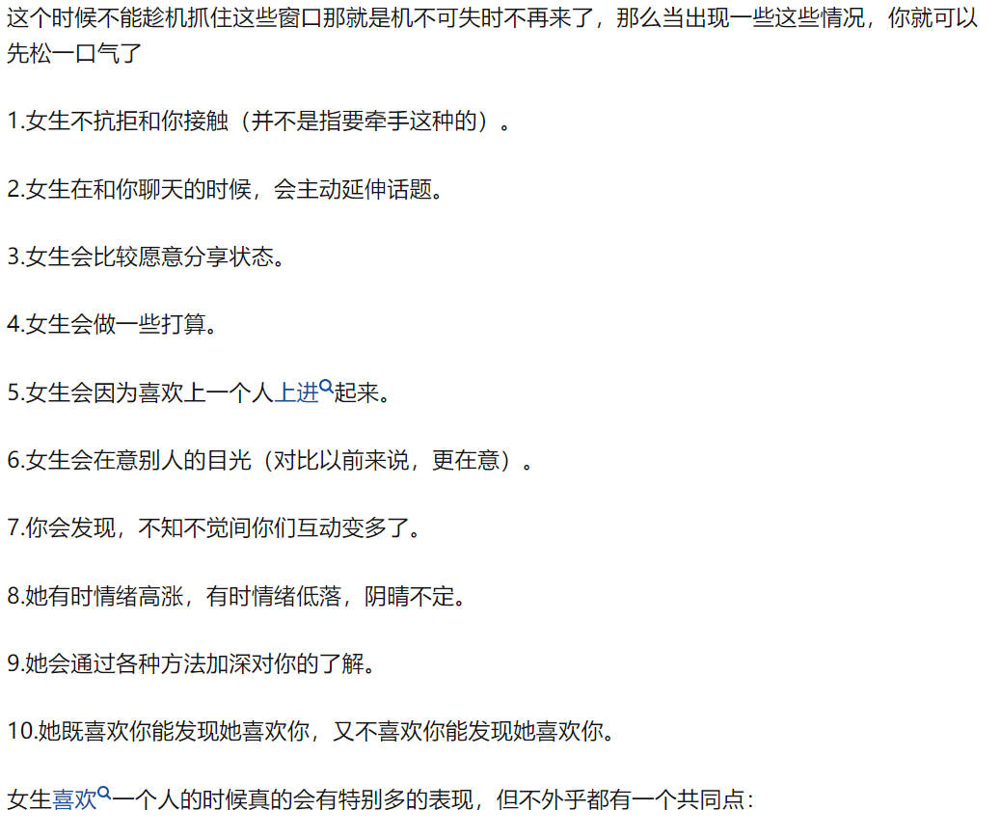 这个时候不能趁机抓住这些窗口那就是机不可失时不再来了，那么当出现一些这些情况，你就可以
先松一口气了
1.女生不抗拒和你接触（并不是指要牵手这种的）。
2.女生在和你聊天的时候，会主动延伸话题。
3.女生会比较愿意分享状态。
4.女生会做一些打算。
5.女生会因为喜欢上一个人上进起来。
6.女生会在意别人的目光（对比以前来说，更在意）。
7.你会发现，不知不觉间你们互动变多了。
8.她有时情绪高涨，有时情绪低落，阴晴不定。
9.她会通过各种方法加深对你的了解。
10.她既喜欢你能发现她喜欢你，又不喜欢你能发现她喜欢你。
女生喜欢一个人的时候真的会有特别多的表现，但不外乎都有一个共同点：